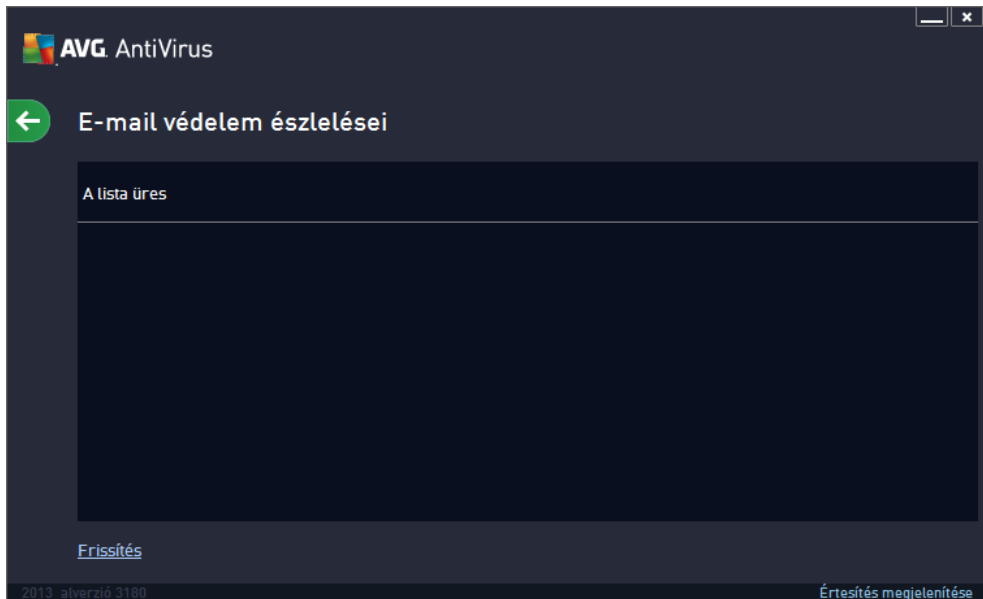 AVG. AntiVirus
E-mail védelem észlelései
A lista üres
Frissítés
2013 alverzió 3180
Értesítés megjelenítése